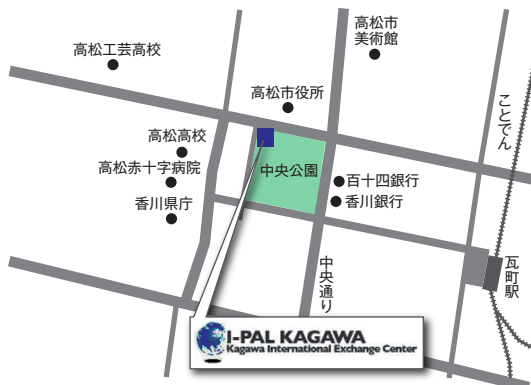 高松工芸高校
高松市
美術館
高松市役所
ことでん
高松高校
中央公園
高松赤十字病院
百十四銀行
香川銀行
香川県庁
中央通り
瓦町駅
I-PAL KAGAWA
Kagawa International Exchange Center